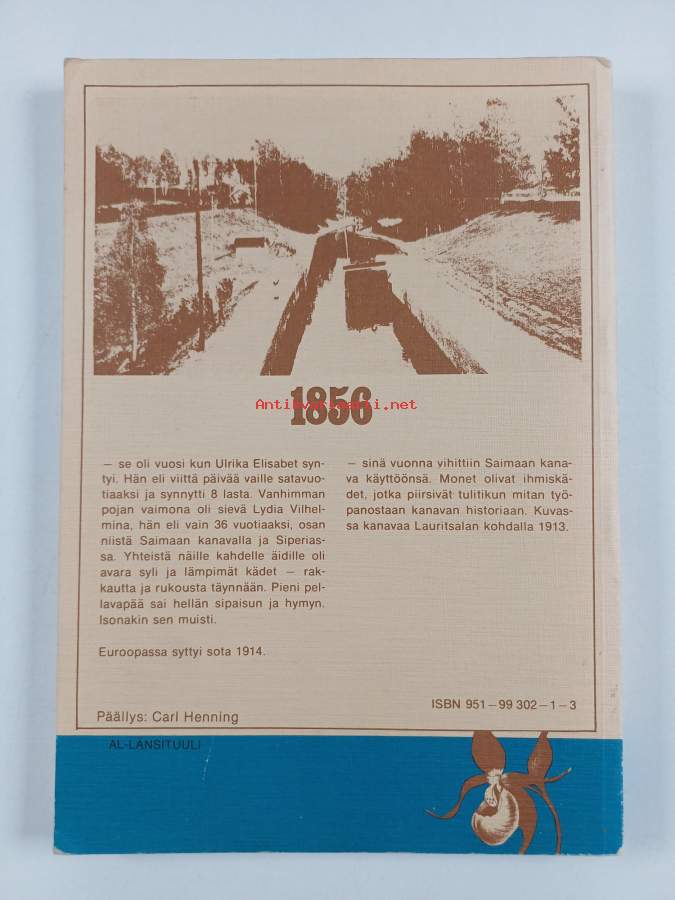 1856
Antikvariaatti.net
– se oli vuosi kun Ulrika Elisabet syn-
tyi. Hän eli viittä päivää vaille satavuo-
tiaaksi ja synnytti 8 lasta. Vanhimman
pojan vaimona oli sievä Lydia Vilhel-
mina, hän eli vain 36 vuotiaaksi, osan
niistä Saimaan kanavalla ja Siperias-
sa. Yhteistä näille kahdelle äidille oli
avara syli ja lämpimät kädet – rak-
kautta ja rukousta täynnään. Pieni pel-
lavapää sai hellän sipaisun ja hymyn.
Isonakin sen muisti.
Euroopassa syttyi sota 1914.
– sinä vuonna vihittiin Saimaan kana-
va käyttöönsä. Monet olivat ihmiskä-
det, jotka piirsivät tulitikun mitan työ-
panostaan kanavan historiaan. Kuvas-
sa kanavaa Lauritsalan kohdalla 1913.
ISBN 951–99 302–1–3
Päällys: Carl Henning
AL-LÄNSITUULI